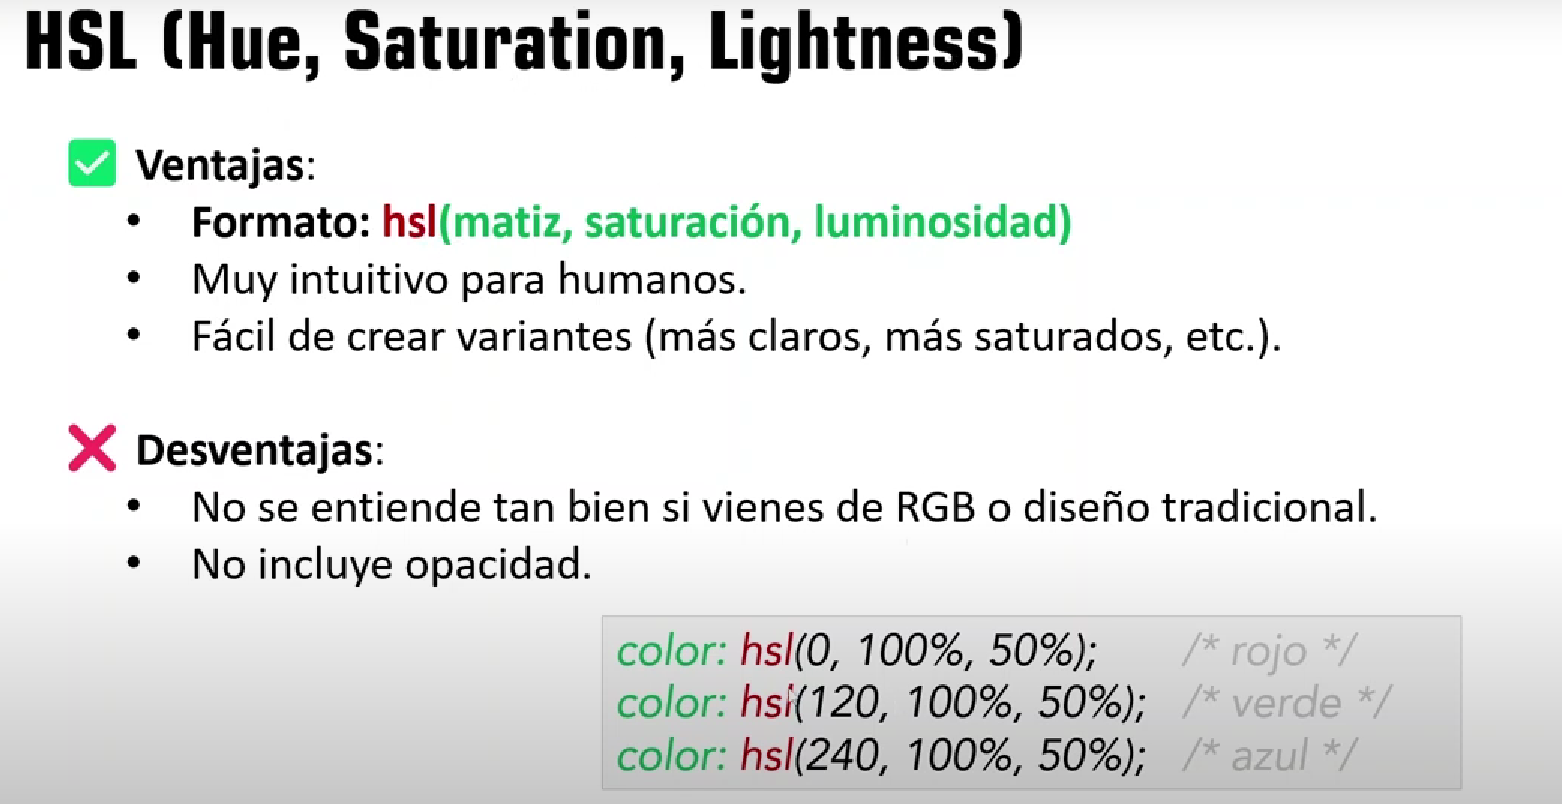 HSL (Hue, Saturation, Lightness)
✅ Ventajas:
• Formato: hsl(matiz, saturación, luminosidad)
• Muy intuitivo para humanos.
• Fácil de crear variantes (más claros, más saturados, etc.).
❌ Desventajas:
• No se entiende tan bien si vienes de RGB o diseño tradicional.
• No incluye opacidad.
color: hsl(0, 100%, 50%); /* rojo */
color: hsl(120, 100%, 50%); /* verde */
color: hsl(240, 100%, 50%); /* azul */